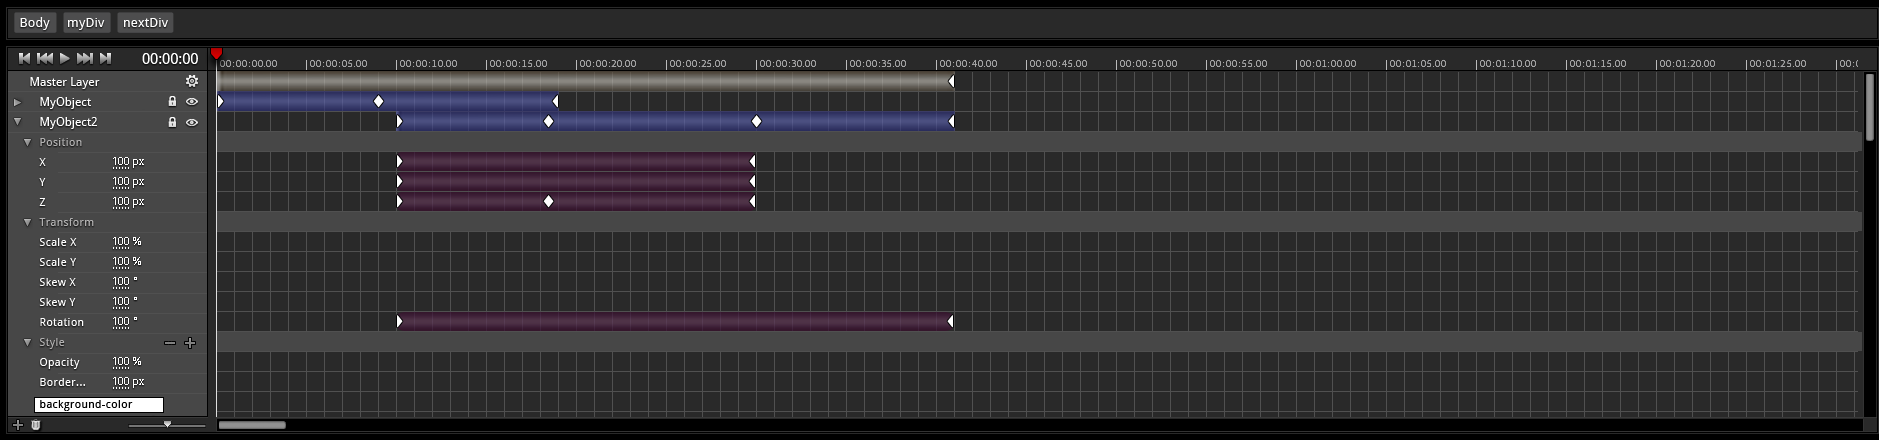 Body myDiv nextDiv
00:00:00 00:00:00.00 00:00:05.00 00:00:10.00 00:00:15.00 00:00:20.00 00:00:25.00 00:00:30.00 00:00:35.00 00:00:40.00 00:00:45.00 00:00:50.00 00:00:55.00 00:01:00.00 00:01:05.00 00:01:10.00 00:01:15.00 00:01:20.00 00:01:25.00
Master Layer
MyObject
MyObject2
Position
X 100 px
Y 100 px
Z 100 px
Transform
Scale X 100 %
Scale Y 100 %
Skew X 100 °
Skew Y 100 °
Rotation 100 °
Style
Opacity 100 %
Border... 100 px
background-color